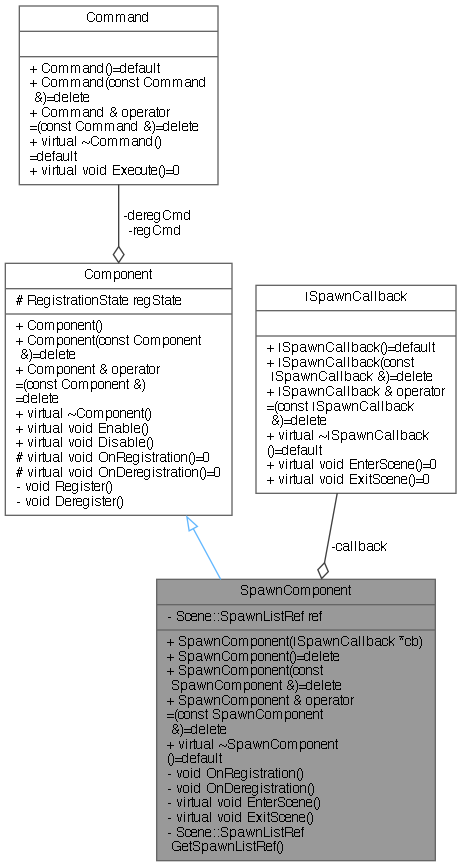 Command
+ Command()=default
+ Command(const Command
&)=delete
+ Command & operator
=(const Command &)=delete
+ virtual ~Command()
=default
+ virtual void Execute()=0
-deregCmd
-regCmd
Component
# RegistrationState regState
+ Component()
+ Component(const Component
&)=delete
+ Component & operator
=(const Component &)
=delete
+ virtual ~Component()
+ virtual void Enable()
+ virtual void Disable()
# virtual void OnRegistration()=0
# virtual void OnDeregistration()=0
- void Register()
- void Deregister()
ISpawnCallback
+ ISpawnCallback()=default
+ ISpawnCallback(const
ISpawnCallback &)=delete
+ ISpawnCallback & operator
=(const ISpawnCallback
&)=delete
+ virtual ~ISpawnCallback
()=default
+ virtual void EnterScene()=0
+ virtual void ExitScene()=0
-callback
SpawnComponent
- Scene::SpawnListRef ref
+ SpawnComponent(ISpawnCallback *cb)
+ SpawnComponent()=delete
+ SpawnComponent(const
SpawnComponent &)=delete
+ SpawnComponent & operator
=(const SpawnComponent
&)=delete
+ virtual ~SpawnComponent
()=default
- void OnRegistration()
- void OnDeregistration()
- virtual void EnterScene()
- virtual void ExitScene()
- Scene::SpawnListRef
GetSpawnListRef()